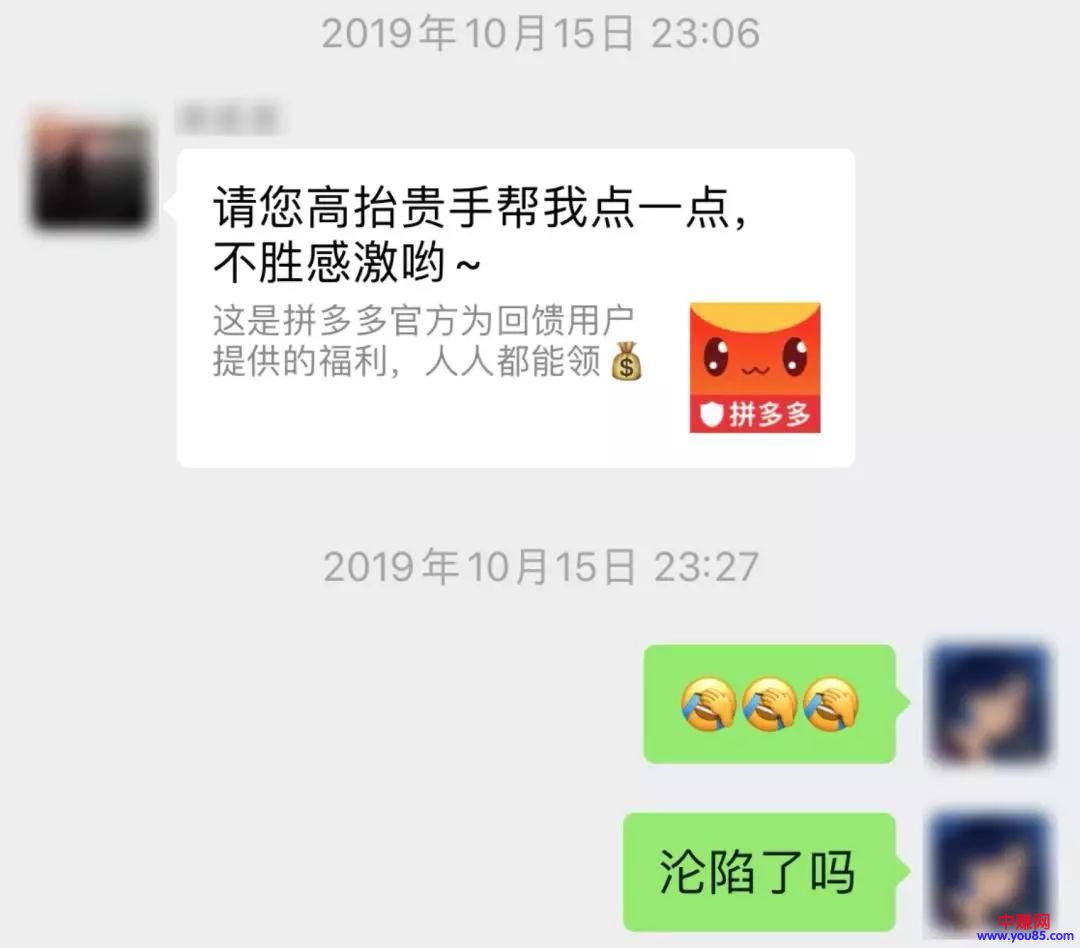 2019年10月15日 23:06
请您高抬贵手帮我点一点，
不胜感激哟~
这是拼多多官方为回馈用户
提供的福利，人人都能领💰
拼多多
2019年10月15日 23:27
🤣🤣🤣
沦陷了吗
中赚网
www.you85.com